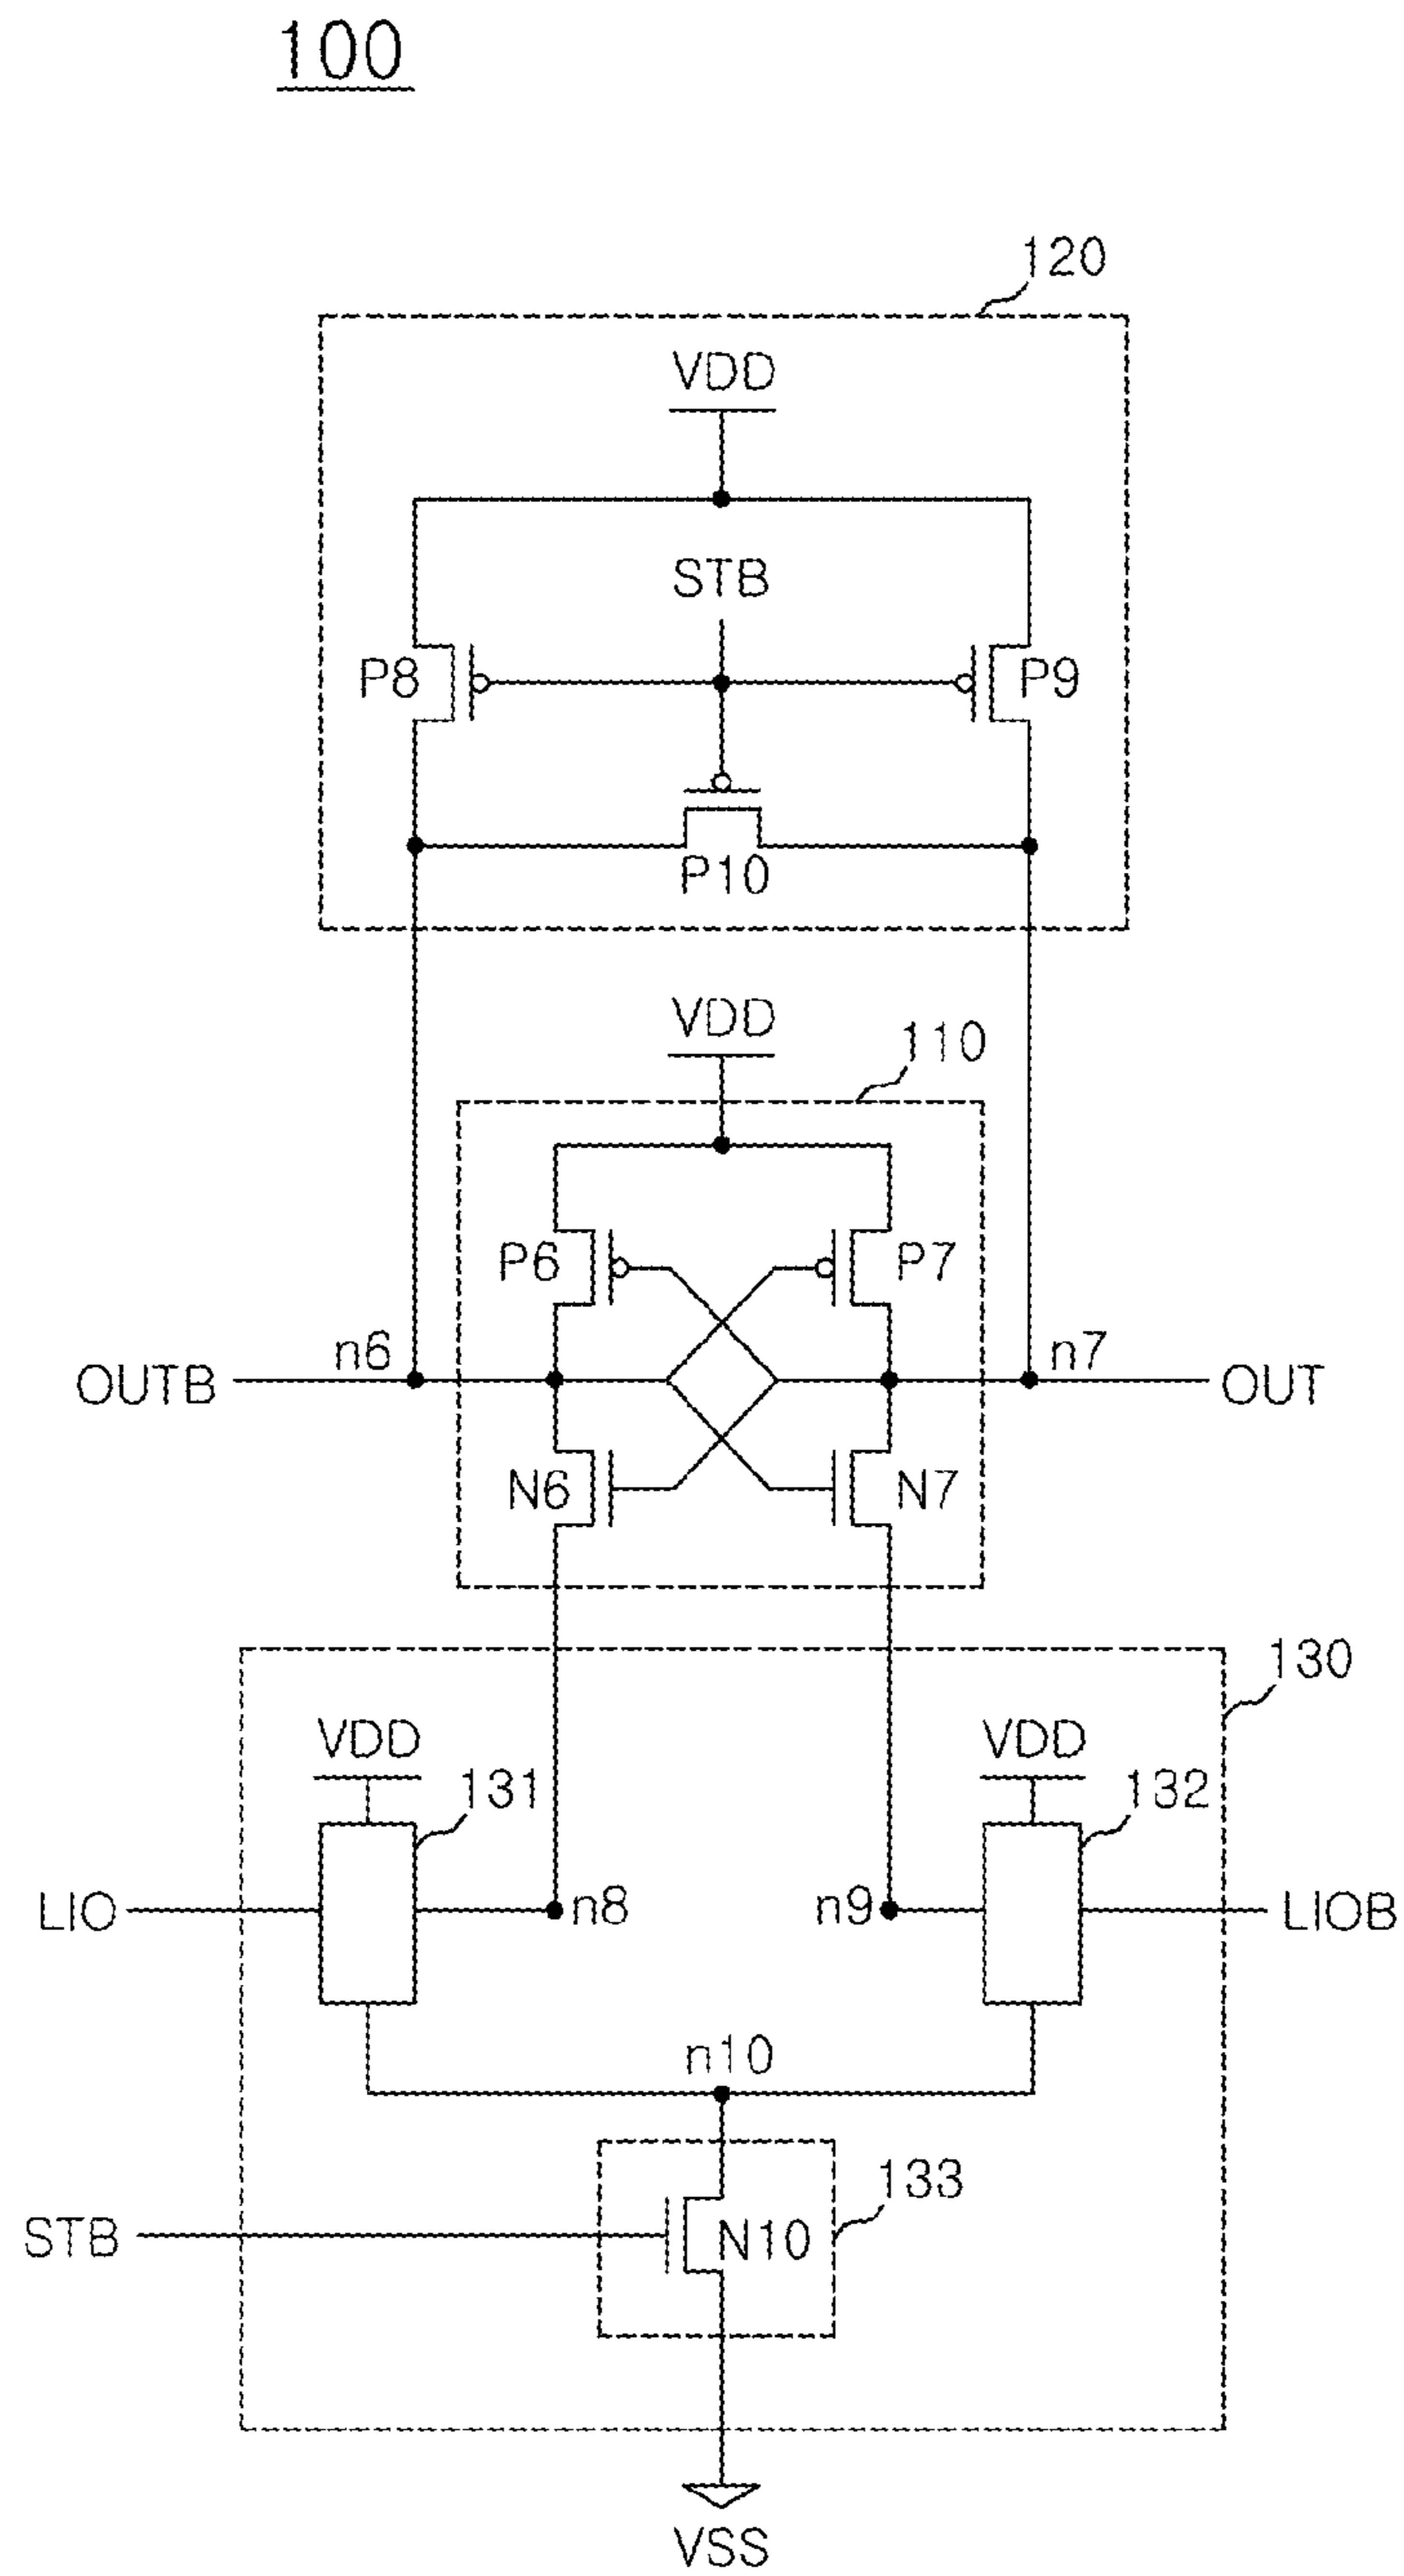 100
120
VDD
STB
P8
P9
P10
VDD
110
P6
P7
n6
n7
OUTB
OUT
N6
N7
130
VDD
VDD
131
132
LIO
n8
n9
LIOB
n10
133
STB
N10
VSS